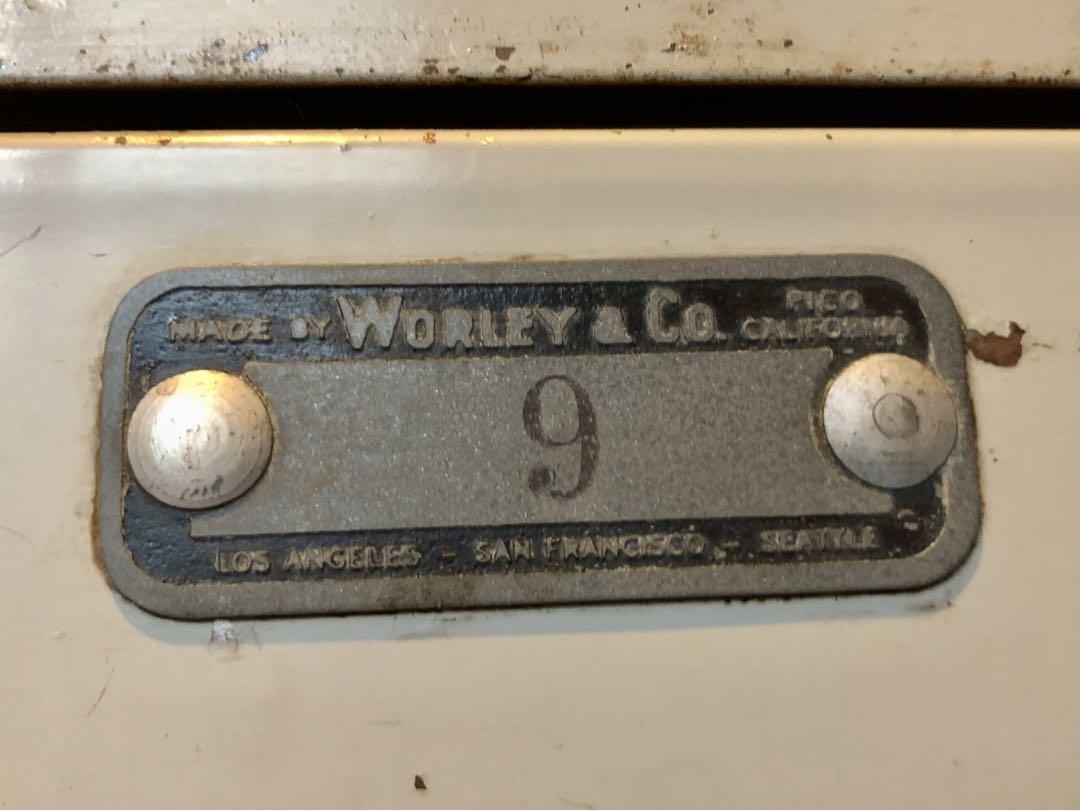 MADE BY WORLEY & CO. PICO CALIFORNIA
9
LOS ANGELES - SAN FRANCISCO - SEATTLE